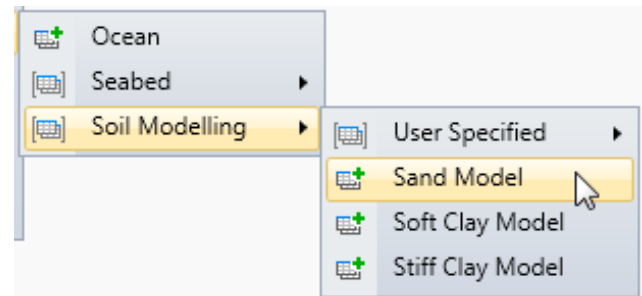 Ocean
Seabed
Soil Modelling
User Specified
Sand Model
Soft Clay Model
Stiff Clay Model